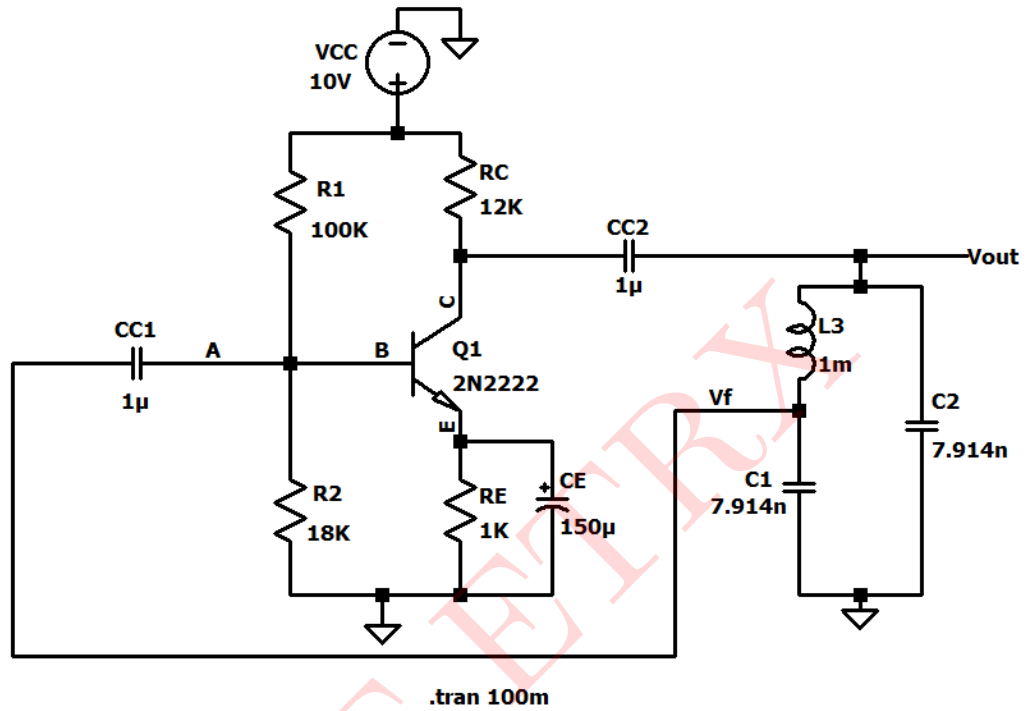 VCC
10V
R1
100K
RC
12K
CC2
1µ
Vout
CC1
1µ
A
B
C
Q1
2N2222
E
L3
1m
Vf
C2
7.914n
C1
7.914n
R2
18K
RE
1K
CE
150µ
.tran 100m
ETRX